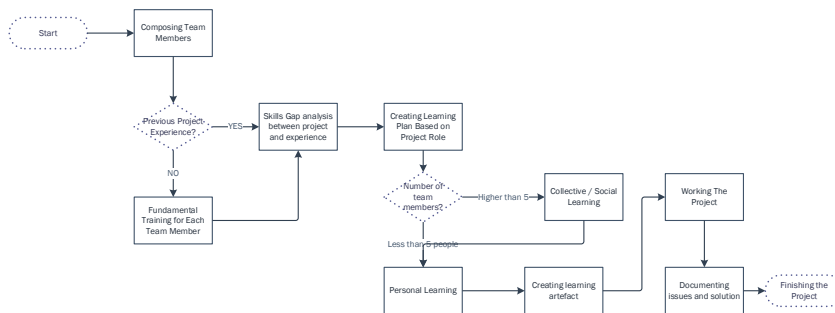 Start
Composing Team
Members
Previous Project
Experience?
YES
Skills Gap analysis
between project
and experience
Creating Learning
Plan Based on
Project Role
NO
Fundamental
Training for Each
Team Member
Number of
team
members?
Higher than 5
Collective / Social
Learning
Working The
Project
Less than 5 people
Personal Learning
Creating learning
artefact
Documenting
issues and solution
Finishing the
Project